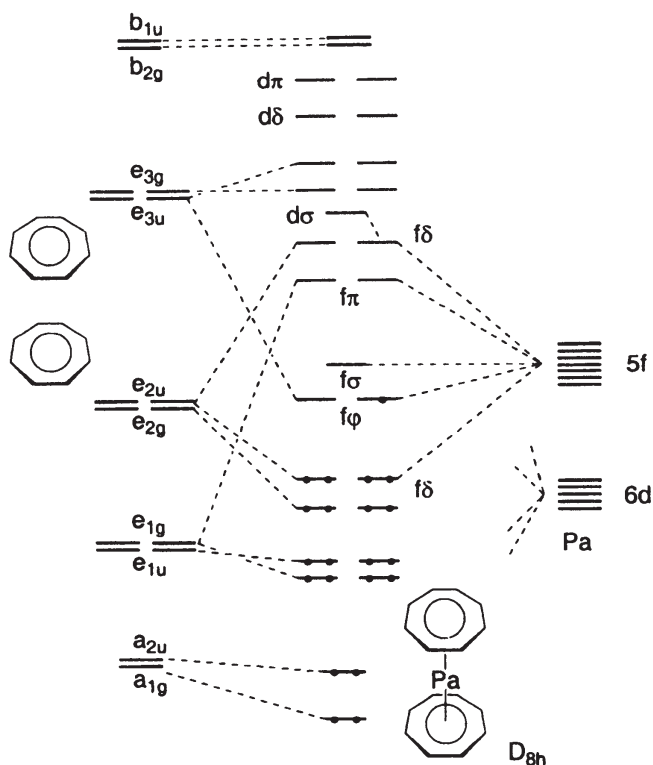 b1u
b2g
dπ
dδ
e3g
e3u
dσ
fδ
fπ
5f
e2u
e2g
fσ
fφ
fδ
6d
Pa
e1g
e1u
a2u
a1g
Pa
D8h